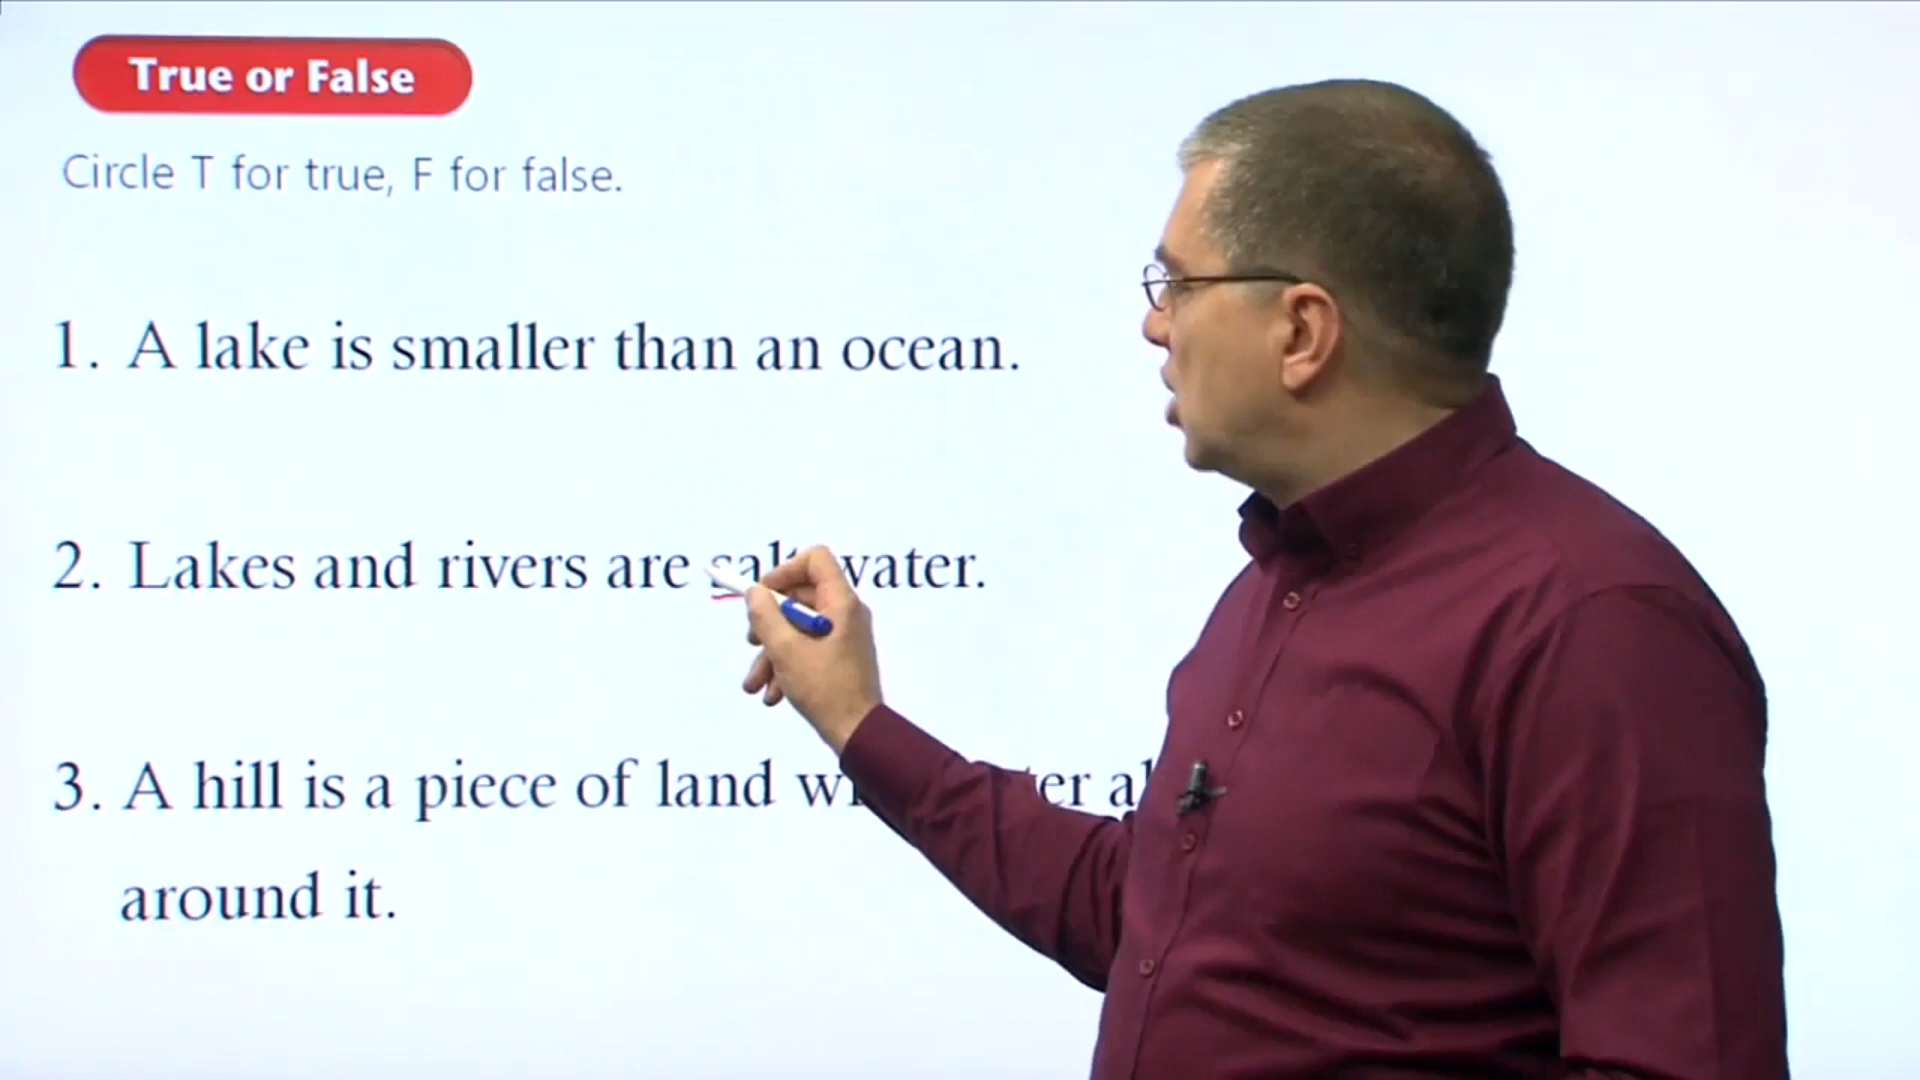 True or False
Circle T for true, F for false.
1. A lake is smaller than an ocean.
2. Lakes and rivers are salt water.
3. A hill is a piece of land
around it.